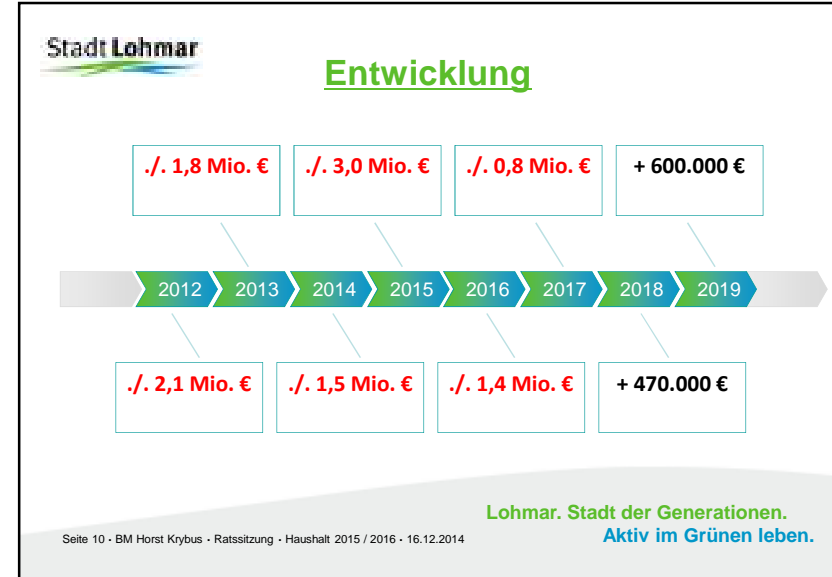 Stadt Lohmar
Entwicklung
./. 1,8 Mio. € ./. 3,0 Mio. € ./. 0,8 Mio. € + 600.000 €
2012 2013 2014 2015 2016 2017 2018 2019
./. 2,1 Mio. € ./. 1,5 Mio. € ./. 1,4 Mio. € + 470.000 €
Lohmar. Stadt der Generationen.
Aktiv im Grünen leben.
Seite 10 · BM Horst Krybus · Ratssitzung · Haushalt 2015 / 2016 · 16.12.2014